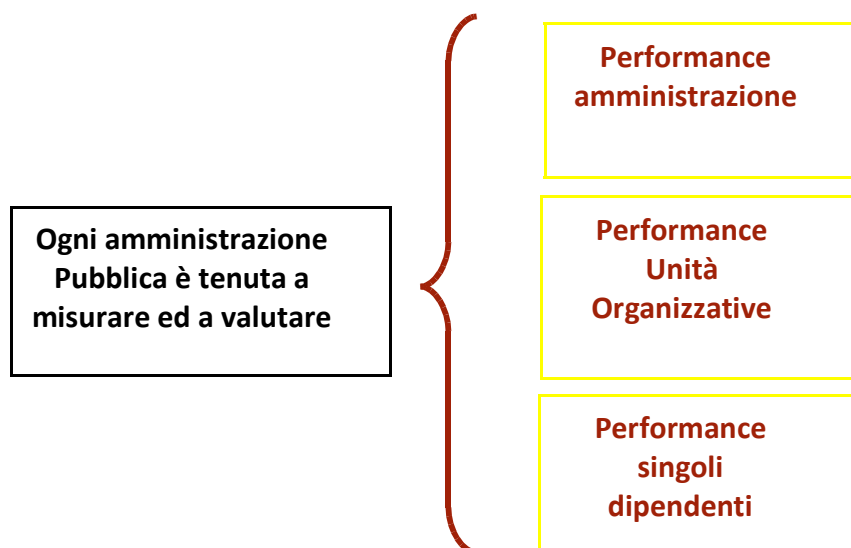 Ogni amministrazione
Pubblica è tenuta a
misurare ed a valutare
Performance
amministrazione
Performance
Unità
Organizzative
Performance
singoli
dipendenti